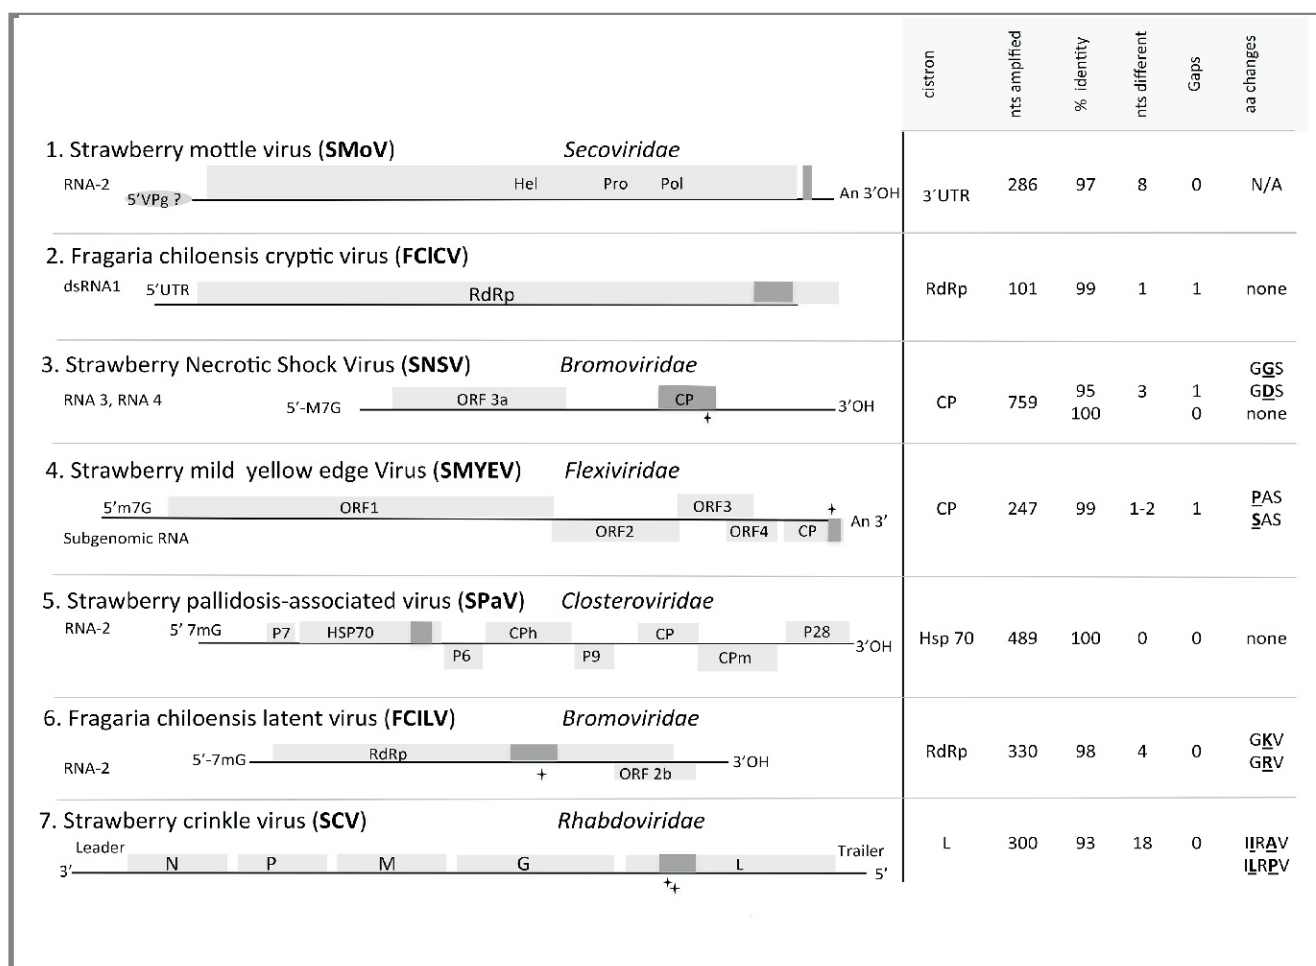 cistron
nts amplfied
% identity
nts different
Gaps
aa changes
1. Strawberry mottle virus (SMoV) Secoviridae
RNA-2 5′VPg ? Hel Pro Pol An 3′OH
3´UTR 286 97 8 0 N/A
2. Fragaria chiloensis cryptic virus (FClCV)
dsRNA1 5′UTR RdRp
RdRp 101 99 1 1 none
3. Strawberry Necrotic Shock Virus (SNSV) Bromoviridae
RNA 3, RNA 4 5′-M7G ORF 3a CP 3′OH
CP 759 95 3 1 GGS
GDS
100 0 none
4. Strawberry mild yellow edge Virus (SMYEV) Flexiviridae
5′m7G ORF1 ORF3 An 3′
Subgenomic RNA ORF2 ORF4 CP
CP 247 99 1-2 1 PAS
SAS
5. Strawberry pallidosis-associated virus (SPaV) Closteroviridae
RNA-2 5′ 7mG P7 HSP70 CPh CP P28 3′OH
P6 P9 CPm
Hsp 70 489 100 0 0 none
6. Fragaria chiloensis latent virus (FCILV) Bromoviridae
5′-7mG RdRp 3′OH
RNA-2 ORF 2b
RdRp 330 98 4 0 GKV
GRV
7. Strawberry crinkle virus (SCV) Rhabdoviridae
Leader Trailer
3′ N P M G L 5′
L 300 93 18 0 IIRAV
ILRPV